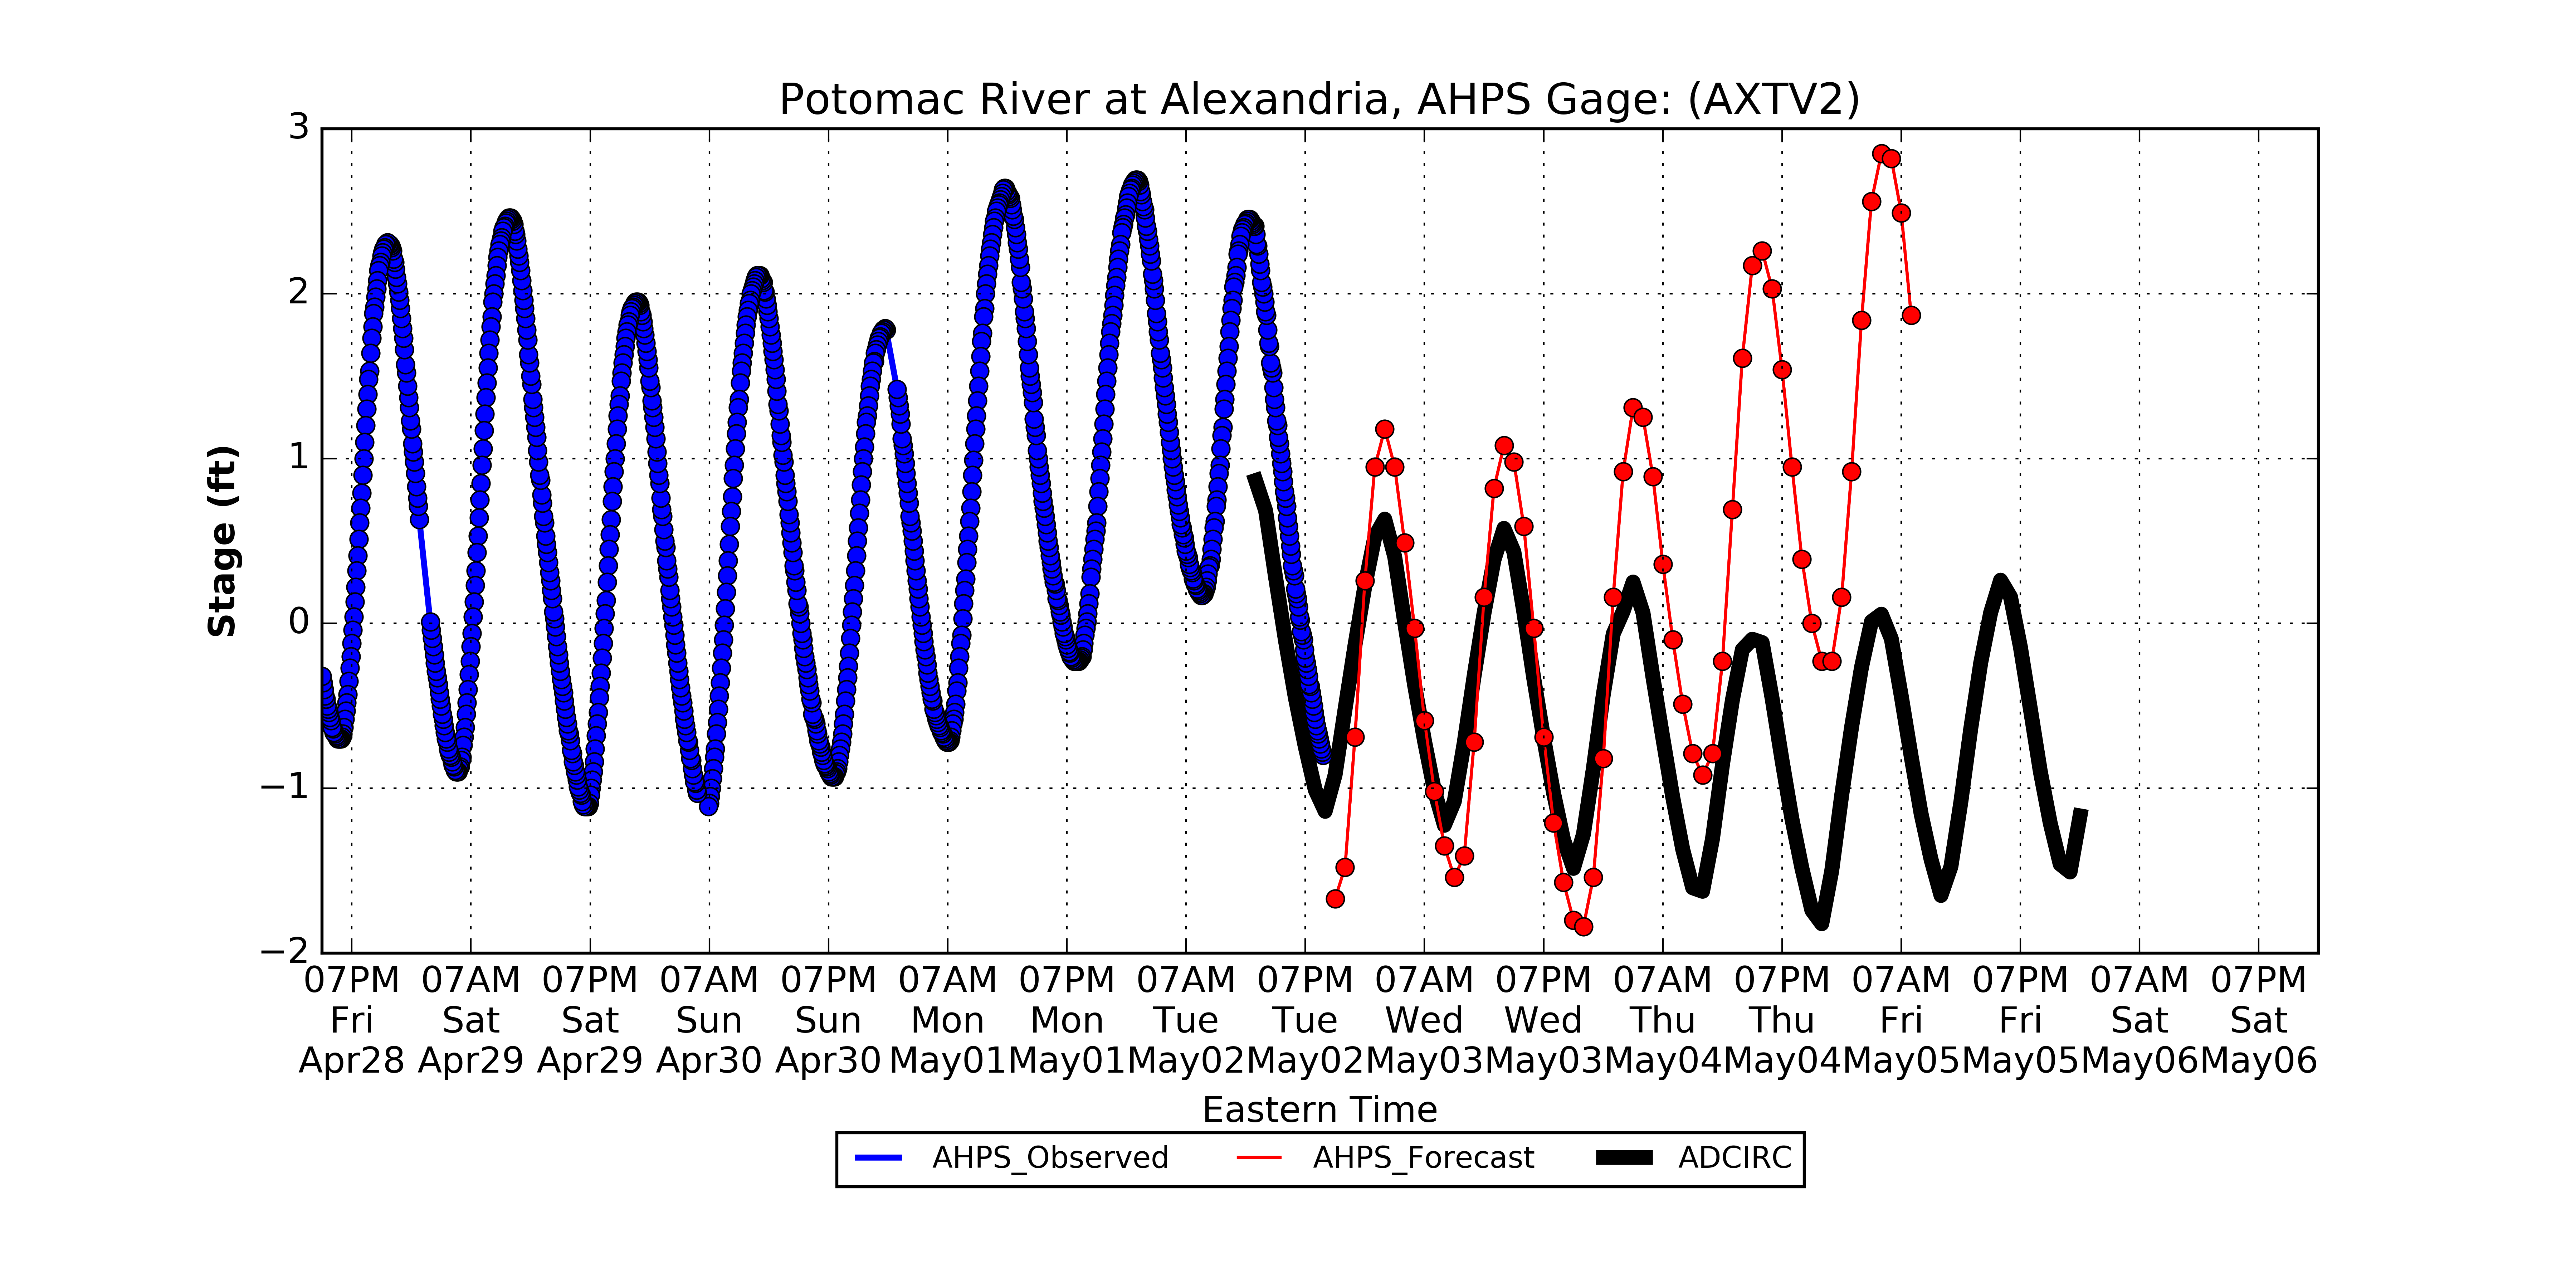 Potomac River at Alexandria, AHPS Gage: (AXTV2)
3
2
1
0
−1
−2
Stage (ft)
07PM 07AM 07PM 07AM 07PM 07AM 07PM 07AM 07PM 07AM 07PM 07AM 07PM 07AM 07PM 07AM 07PM
Fri Sat Sat Sun Sun Mon Mon Tue Tue Wed Wed Thu Thu Fri Fri Sat Sat
Apr28 Apr29 Apr29 Apr30 Apr30 May01 May01 May02 May02 May03 May03 May04 May04 May05 May05 May06 May06
Eastern Time
AHPS_Observed AHPS_Forecast ADCIRC